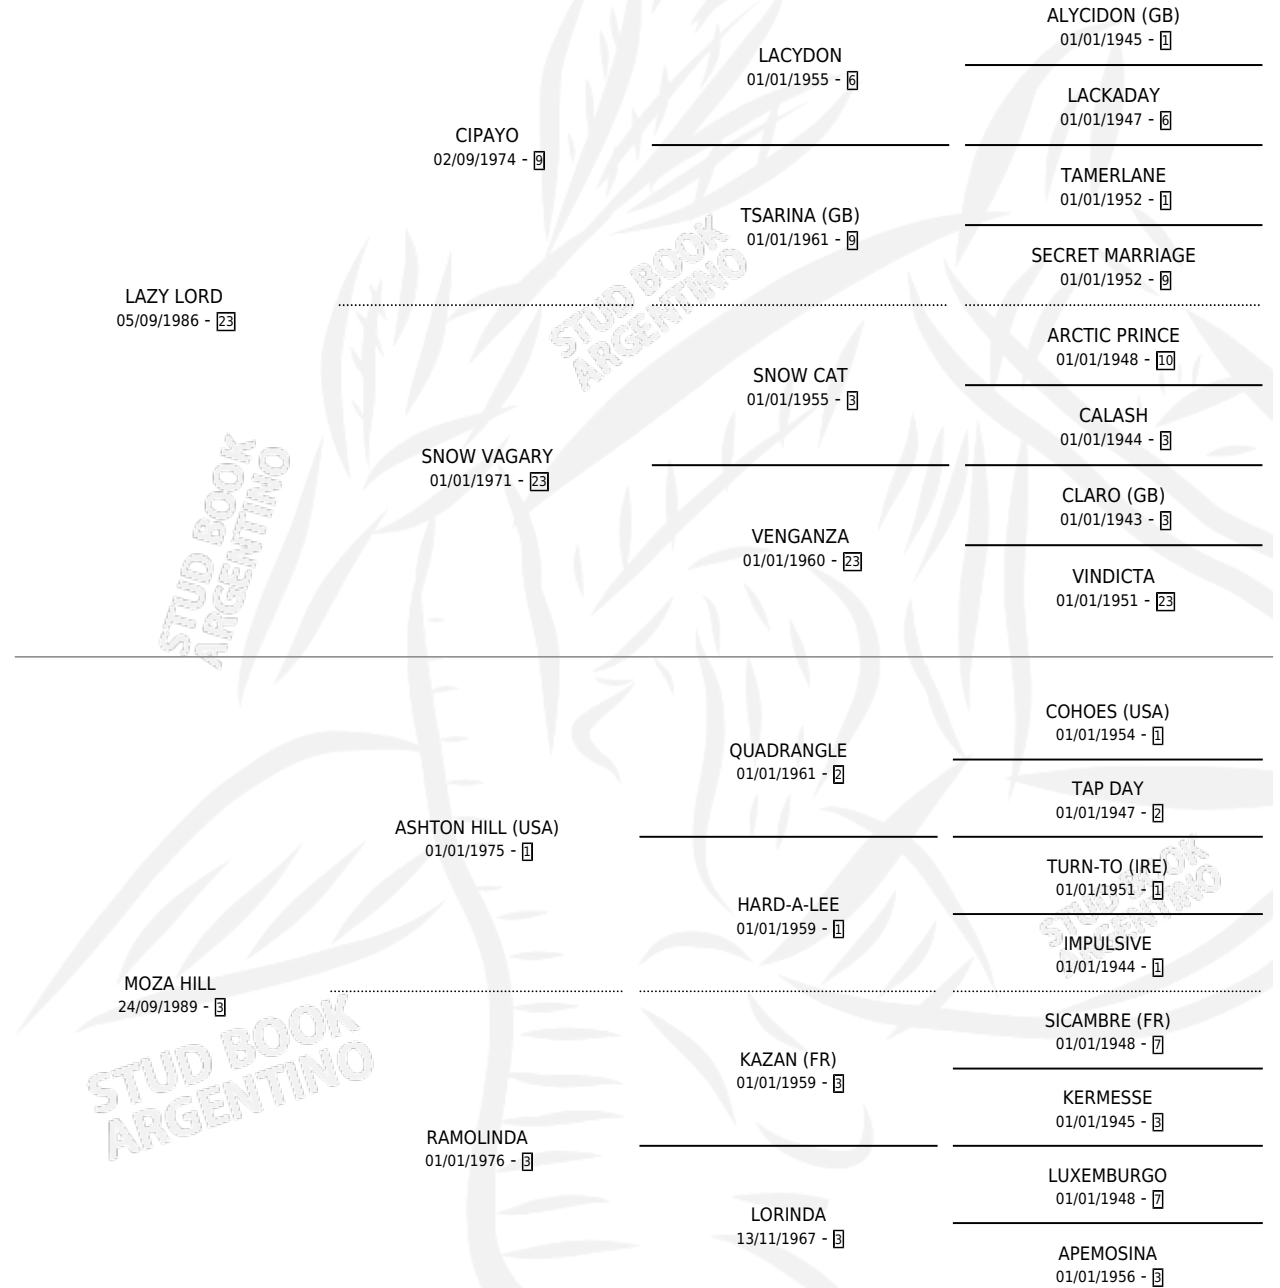 ALYCIDON (GB)
01/01/1945 - 1
LACYDON
01/01/1955 - 6
LACKADAY
01/01/1947 - 6
CIPAYO
02/09/1974 - 9
TAMERLANE
01/01/1952 - 1
TSARINA (GB)
01/01/1961 - 9
SECRET MARRIAGE
01/01/1952 - 9
LAZY LORD
05/09/1986 - 23
STUD BOOK
ARGENTINO
ARCTIC PRINCE
01/01/1948 - 10
SNOW CAT
01/01/1955 - 3
CALASH
01/01/1944 - 3
SNOW VAGARY
01/01/1971 - 23
CLARO (GB)
01/01/1943 - 3
VENGANZA
01/01/1960 - 23
VINDICTA
01/01/1951 - 23
STUD BOOK
ARGENTINO
COHOES (USA)
01/01/1954 - 1
QUADRANGLE
01/01/1961 - 2
TAP DAY
01/01/1947 - 2
ASHTON HILL (USA)
01/01/1975 - 1
TURN-TO (IRE)
01/01/1951 - 1
HARD-A-LEE
01/01/1959 - 1
IMPULSIVE
01/01/1944 - 1
STUD BOOK
ARGENTINO
MOZA HILL
24/09/1989 - 3
SICAMBRE (FR)
01/01/1948 - 7
KAZAN (FR)
01/01/1959 - 3
KERMESSE
01/01/1945 - 3
STUD BOOK
ARGENTINO
RAMOLINDA
01/01/1976 - 3
LUXEMBURGO
01/01/1948 - 7
LORINDA
13/11/1967 - 3
APEMOSINA
01/01/1956 - 3